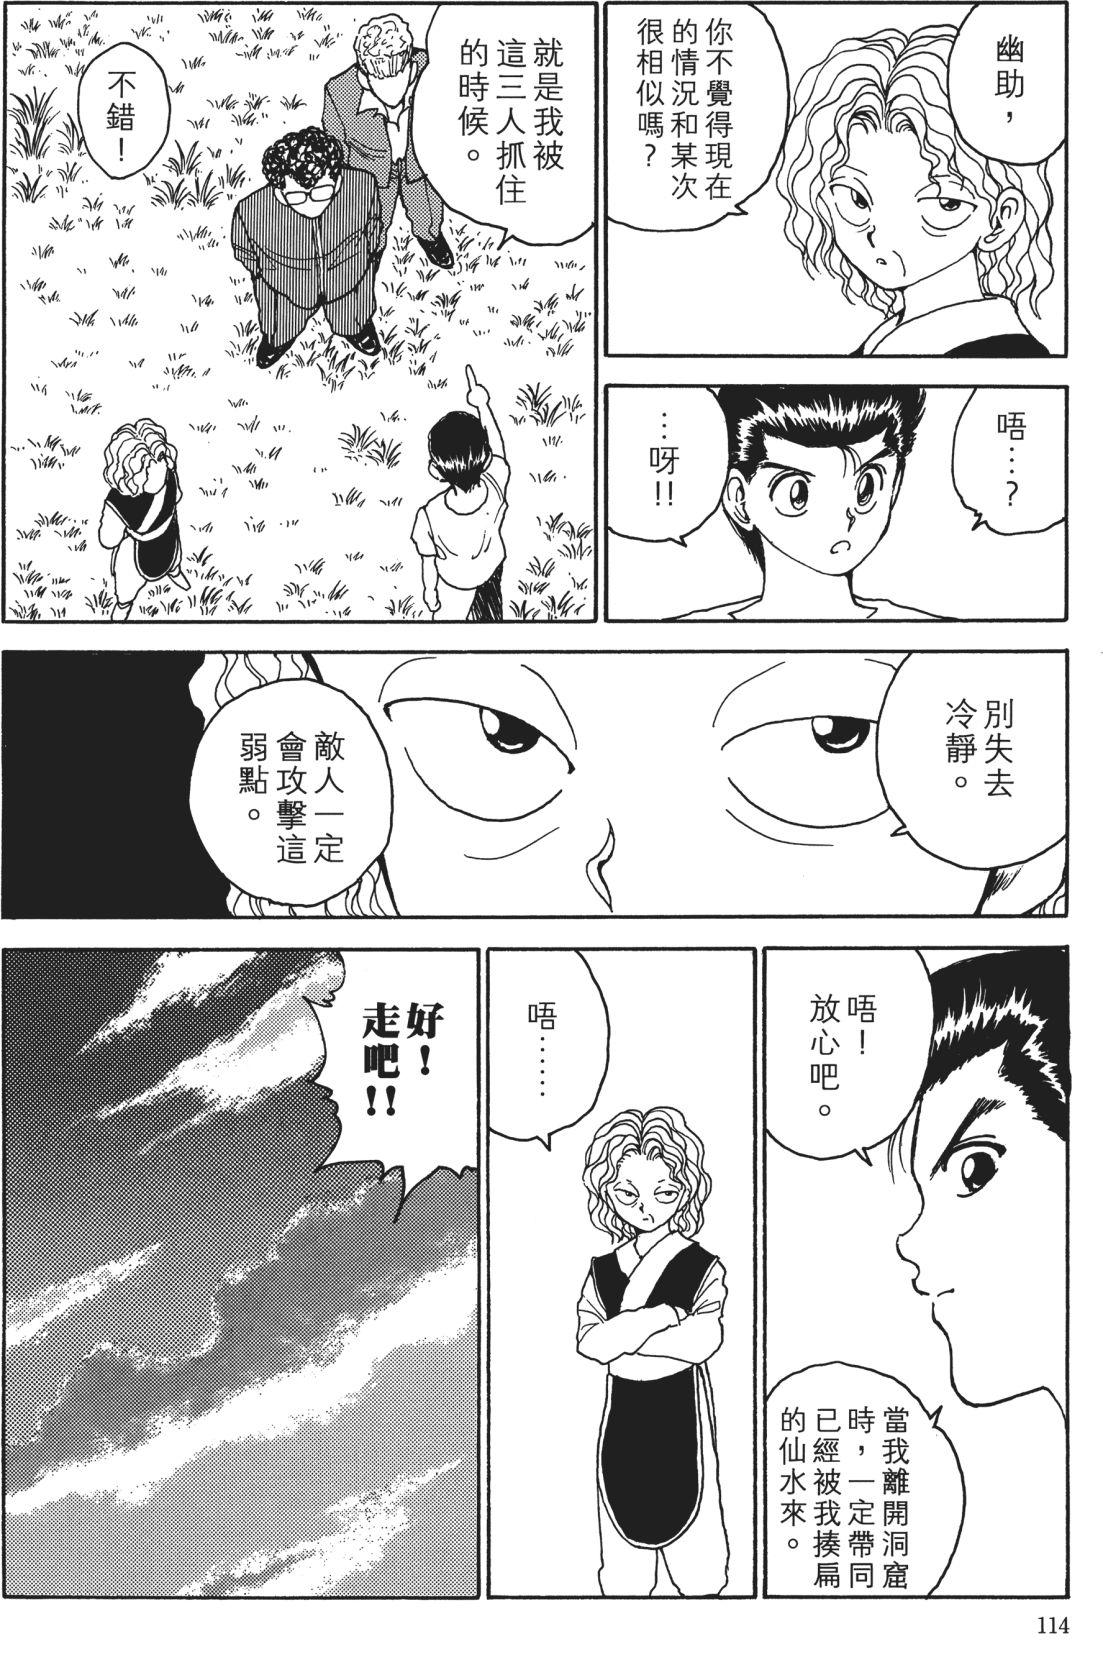 幽助，
你不覺得現在
的情況和某次
很相似嗎？
唔…？
…呀!!
就是我被
這三人抓住
的時候。
不錯！
別失去
冷靜。
敵人一定
會攻擊這
弱點。
唔！
放心吧。
當我離開洞窟
時，一定帶同
已經被我揍扁
的仙水來。
唔……
好！
走吧!!
114